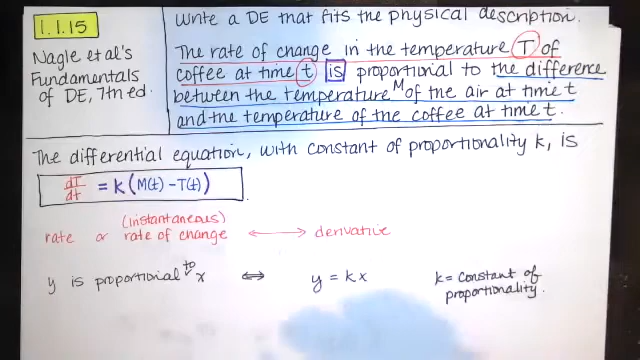 1.1.15
Nagle et al's
Fundamentals
of DE, 7th ed.
Write a DE that fits the physical description.
The rate of change in the temperature T of
coffee at time t is proportional to the difference
between the temperature M of the air at time t
and the temperature of the coffee at time t.
The differential equation, with constant of proportionality k, is
dT/dt = k(M(t) - T(t)).
rate or (instantaneous) rate of change ⟷ derivative
y is proportional to x ⟺ y = kx
k = constant of
proportionality.